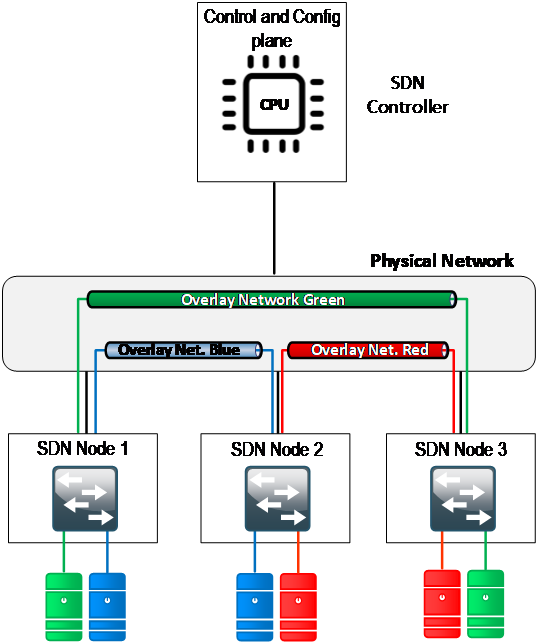 Control and Config
plane
CPU
SDN
Controller
Physical Network
Overlay Network Green
Overlay Net. Blue
Overlay Net. Red
SDN Node 1
SDN Node 2
SDN Node 3